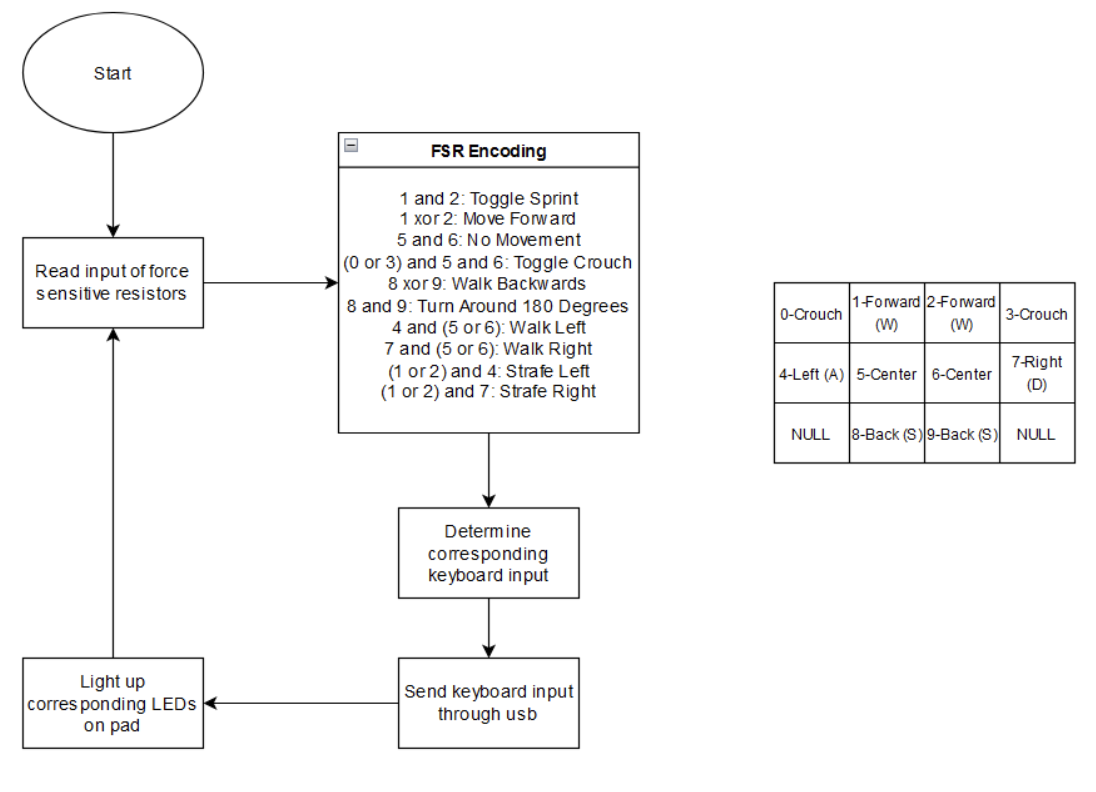 Start
Read input of force
sensitive resistors
FSR Encoding
1 and 2: Toggle Sprint
1 xor 2: Move Forward
5 and 6: No Movement
(0 or 3) and 5 and 6: Toggle Crouch
8 xor 9: Walk Backwards
8 and 9: Turn Around 180 Degrees
4 and (5 or 6): Walk Left
7 and (5 or 6): Walk Right
(1 or 2) and 4: Strafe Left
(1 or 2) and 7: Strafe Right
Determine
corresponding
keyboard input
Send keyboard input
through usb
Light up
corresponding LEDs
on pad
0-Crouch
1-Forward
(W)
2-Forward
(W)
3-Crouch
4-Left (A)
5-Center
6-Center
7-Right
(D)
NULL
8-Back (S)
9-Back (S)
NULL